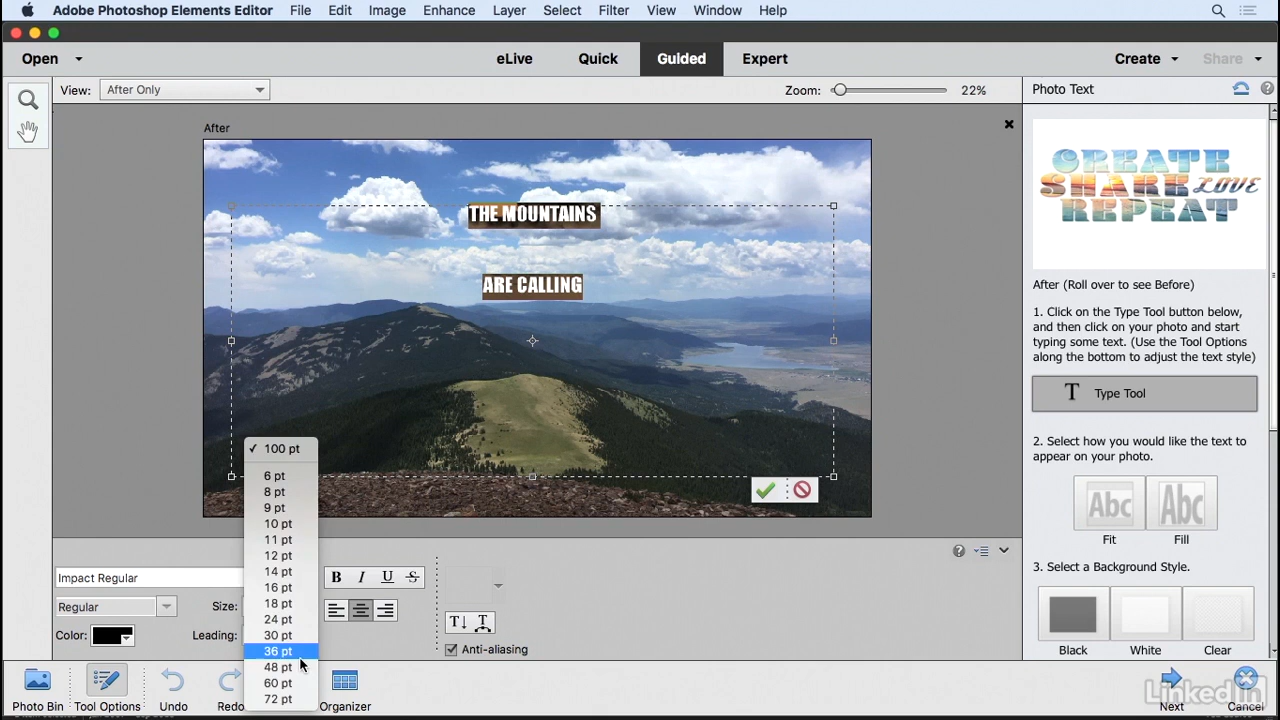 Adobe Photoshop Elements Editor File Edit Image Enhance Layer Select Filter View Window Help
Open eLive Quick Guided Expert Create Share
View: After Only Zoom: 22% Photo Text
After
CREATE
SHARE LOVE
REPEAT
THE MOUNTAINS
ARE CALLING
After (Roll over to see Before)
1. Click on the Type Tool button below,
and then click on your photo and start
typing some text. (Use the Tool Options
along the bottom to adjust the text style)
T Type Tool
2. Select how you would like the text to
appear on your photo.
Abc Abc
Fit Fill
3. Select a Background Style.
Black White Clear
✓ 100 pt
6 pt
8 pt
9 pt
10 pt
11 pt
12 pt
14 pt
16 pt
18 pt
24 pt
30 pt
36 pt
48 pt
60 pt
72 pt
Impact Regular
B I U S
Regular Size:
Color: Leading:
T T
Anti-aliasing
Photo Bin Tool Options Undo Redo Organizer
Next Cancel
LinkedIn